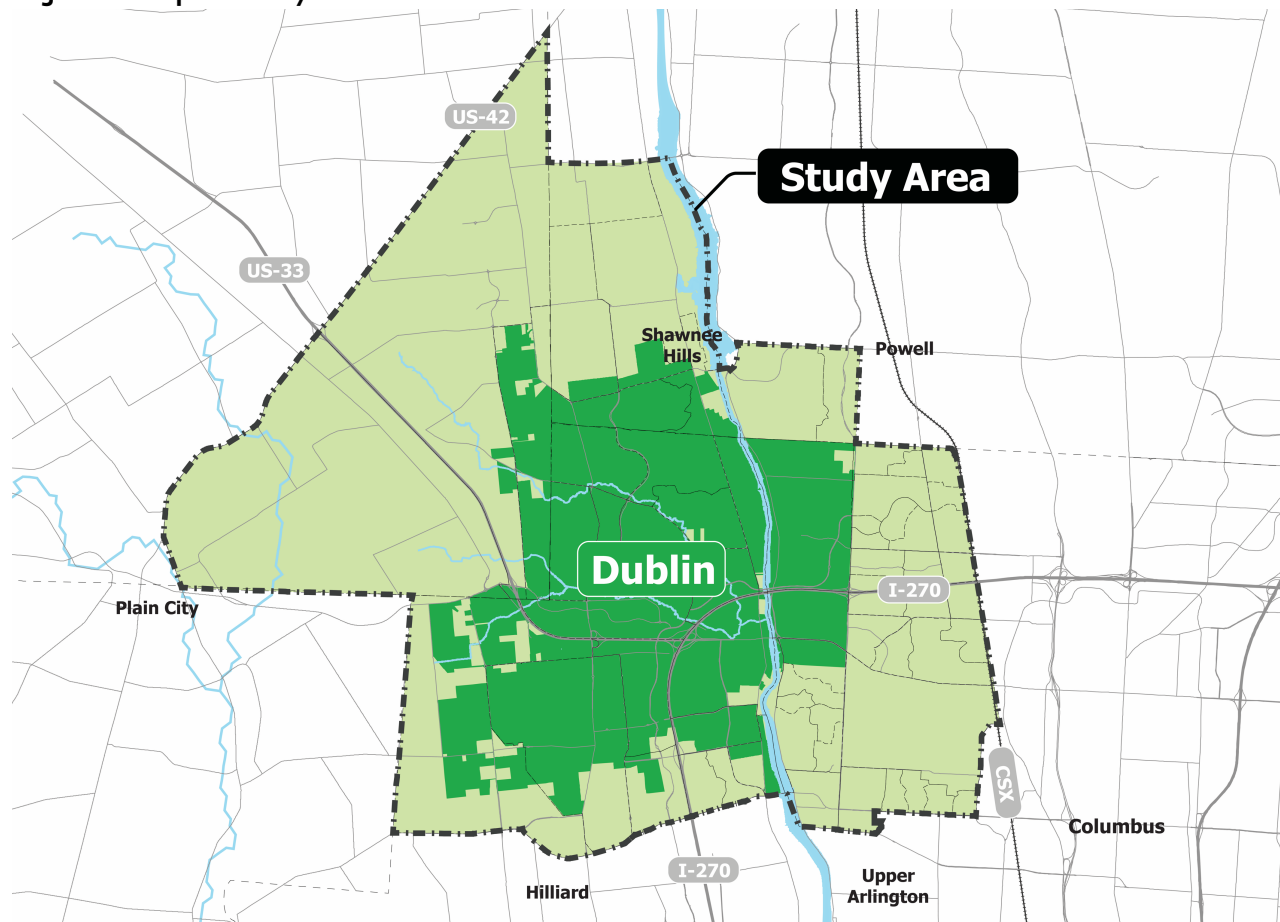 US-42
Study Area
US-33
Shawnee
Hills
Powell
Dublin
I-270
Plain City
CSX
Columbus
I-270
Upper
Arlington
Hilliard